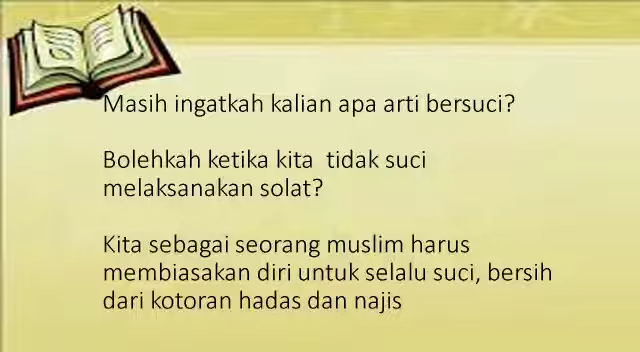 Masih ingatkah kalian apa arti bersuci?
Bolehkah ketika kita tidak suci
melaksanakan solat?
Kita sebagai seorang muslim harus
membiasakan diri untuk selalu suci, bersih
dari kotoran hadas dan najis